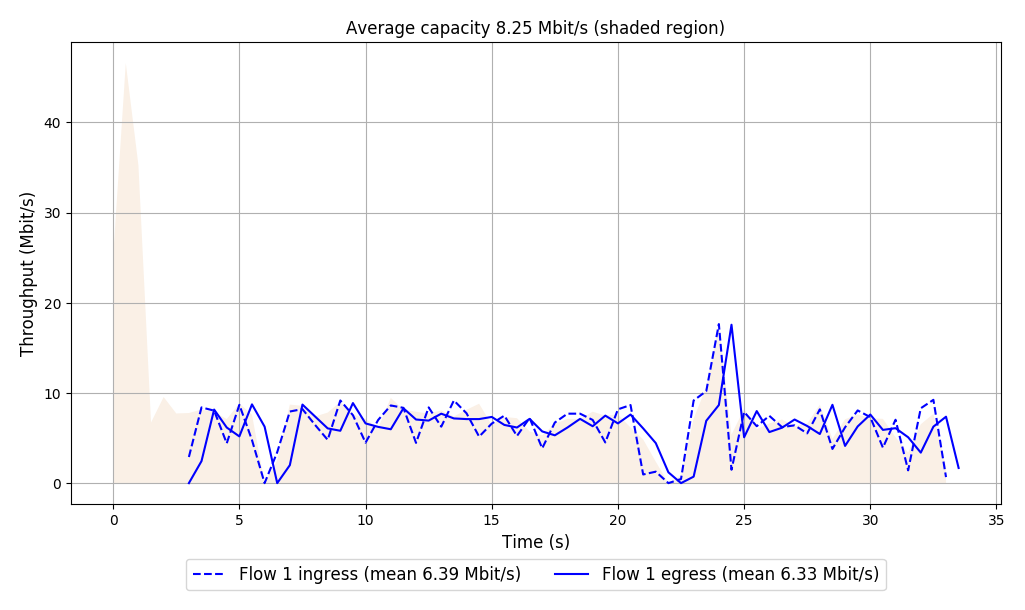 Average capacity 8.25 Mbit/s (shaded region)
Throughput (Mbit/s)
40
30
20
10
0
0 5 10 15 20 25 30 35
Time (s)
Flow 1 ingress (mean 6.39 Mbit/s) Flow 1 egress (mean 6.33 Mbit/s)